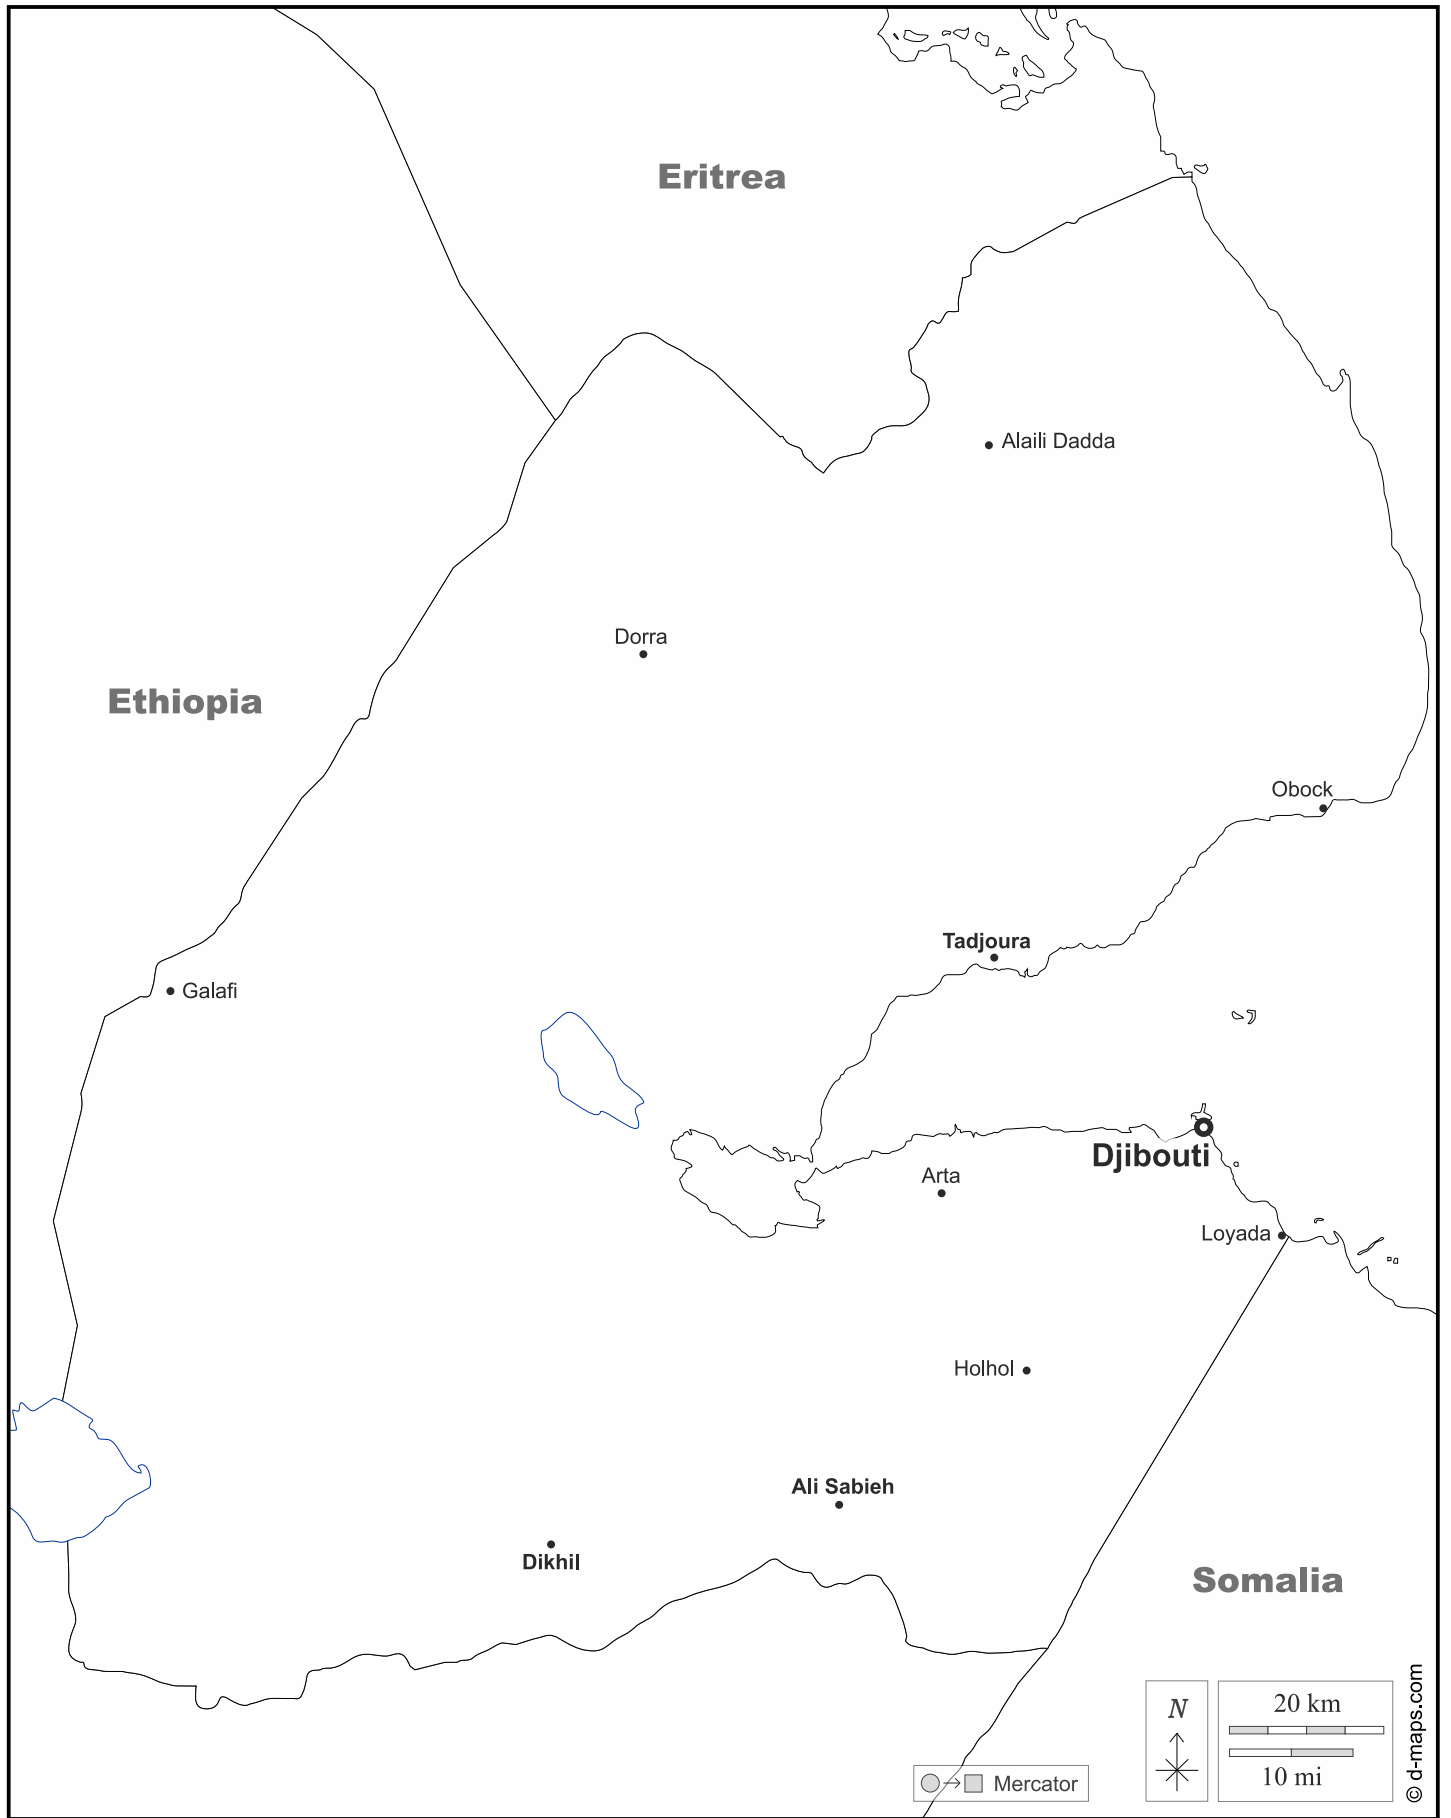 Eritrea
Alaili Dadda
Dorra
Ethiopia
Obock
Tadjoura
Galafi
Djibouti
Arta
Loyada
Holhol
Ali Sabieh
Dikhil
Somalia
N
20 km
10 mi
Mercator
© d-maps.com